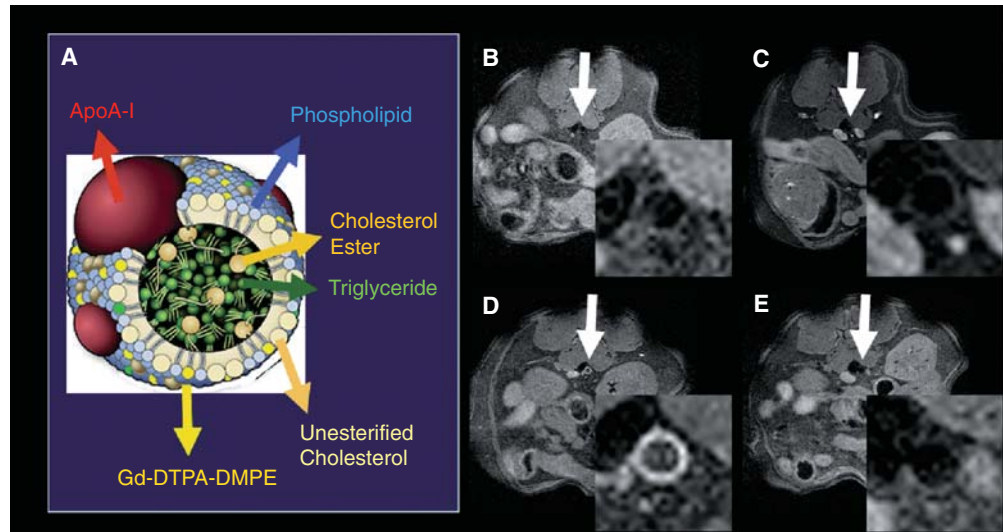 A
ApoA-I
Phospholipid
Cholesterol
Ester
Triglyceride
Unesterified
Cholesterol
Gd-DTPA-DMPE
B
C
D
E